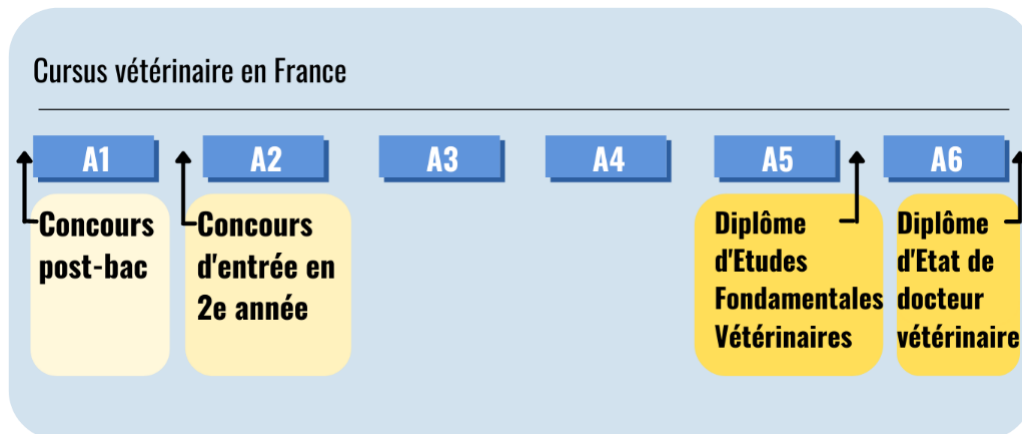 Cursus vétérinaire en France
A1
A2
A3
A4
A5
A6
Concours
post-bac
Concours
d'entrée en
2e année
Diplôme
d'Etudes
Fondamentales
Vétérinaires
Diplôme
d'Etat de
docteur
vétérinaire